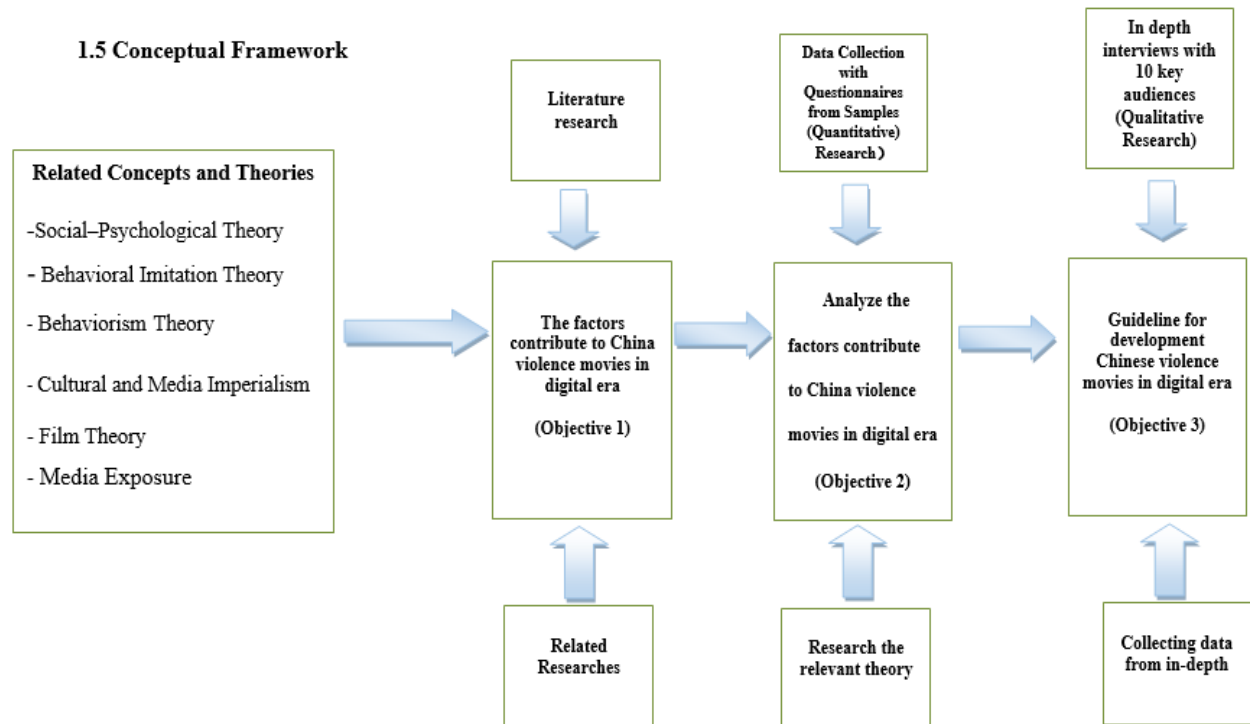 1.5 Conceptual Framework
Related Concepts and Theories
-Social–Psychological Theory
- Behavioral Imitation Theory
- Behaviorism Theory
- Cultural and Media Imperialism
- Film Theory
- Media Exposure
Literature
research
The factors
contribute to China
violence movies in
digital era
(Objective 1)
Related
Researches
Data Collection
with
Questionnaires
from Samples
(Quantitative)
Research）
Analyze the
factors contribute
to China violence
movies in digital era
(Objective 2)
Research the
relevant theory
In depth
interviews with
10 key
audiences
(Qualitative
Research)
Guideline for
development
Chinese violence
movies in digital era
(Objective 3)
Collecting data
from in-depth